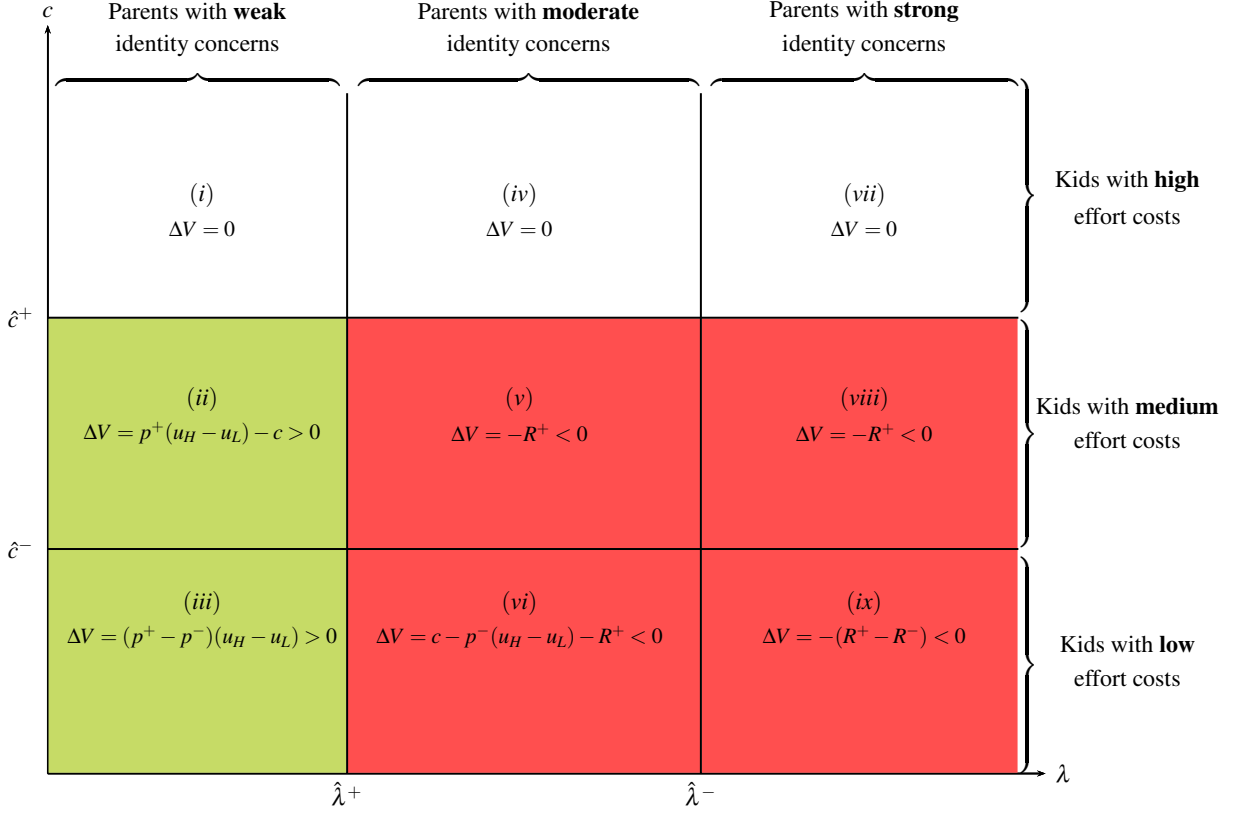 c
Parents with weak
identity concerns
Parents with moderate
identity concerns
Parents with strong
identity concerns
(i)
ΔV = 0
(iv)
ΔV = 0
(vii)
ΔV = 0
Kids with high
effort costs
ĉ⁺
(ii)
ΔV = p⁺(u_H − u_L) − c > 0
(v)
ΔV = −R⁺ < 0
(viii)
ΔV = −R⁺ < 0
Kids with medium
effort costs
ĉ⁻
(iii)
ΔV = (p⁺ − p⁻)(u_H − u_L) > 0
(vi)
ΔV = c − p⁻(u_H − u_L) − R⁺ < 0
(ix)
ΔV = −(R⁺ − R⁻) < 0
Kids with low
effort costs
λ
λ̂⁺
λ̂⁻